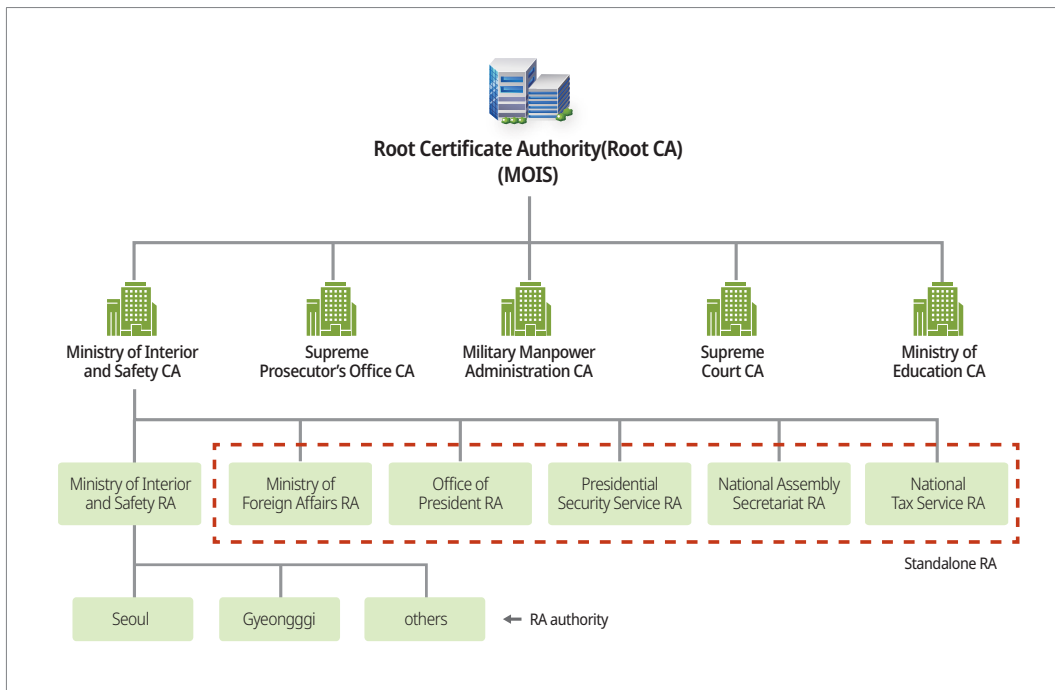 Root Certificate Authority(Root CA)
(MOIS)
Ministry of Interior
and Safety CA
Supreme
Prosecutor's Office CA
Military Manpower
Administration CA
Supreme
Court CA
Ministry of
Education CA
Ministry of Interior
and Safety RA
Ministry of
Foreign Affairs RA
Office of
President RA
Presidential
Security Service RA
National Assembly
Secretariat RA
National
Tax Service RA
Standalone RA
Seoul
Gyeongggi
others
← RA authority